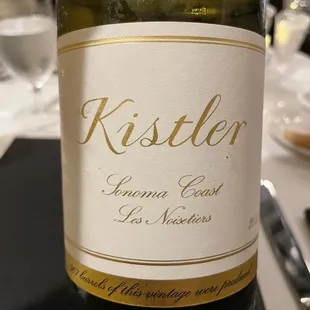 Kistler
Sonoma Coast
Les Noisetiers
barrels of this vintage were produced